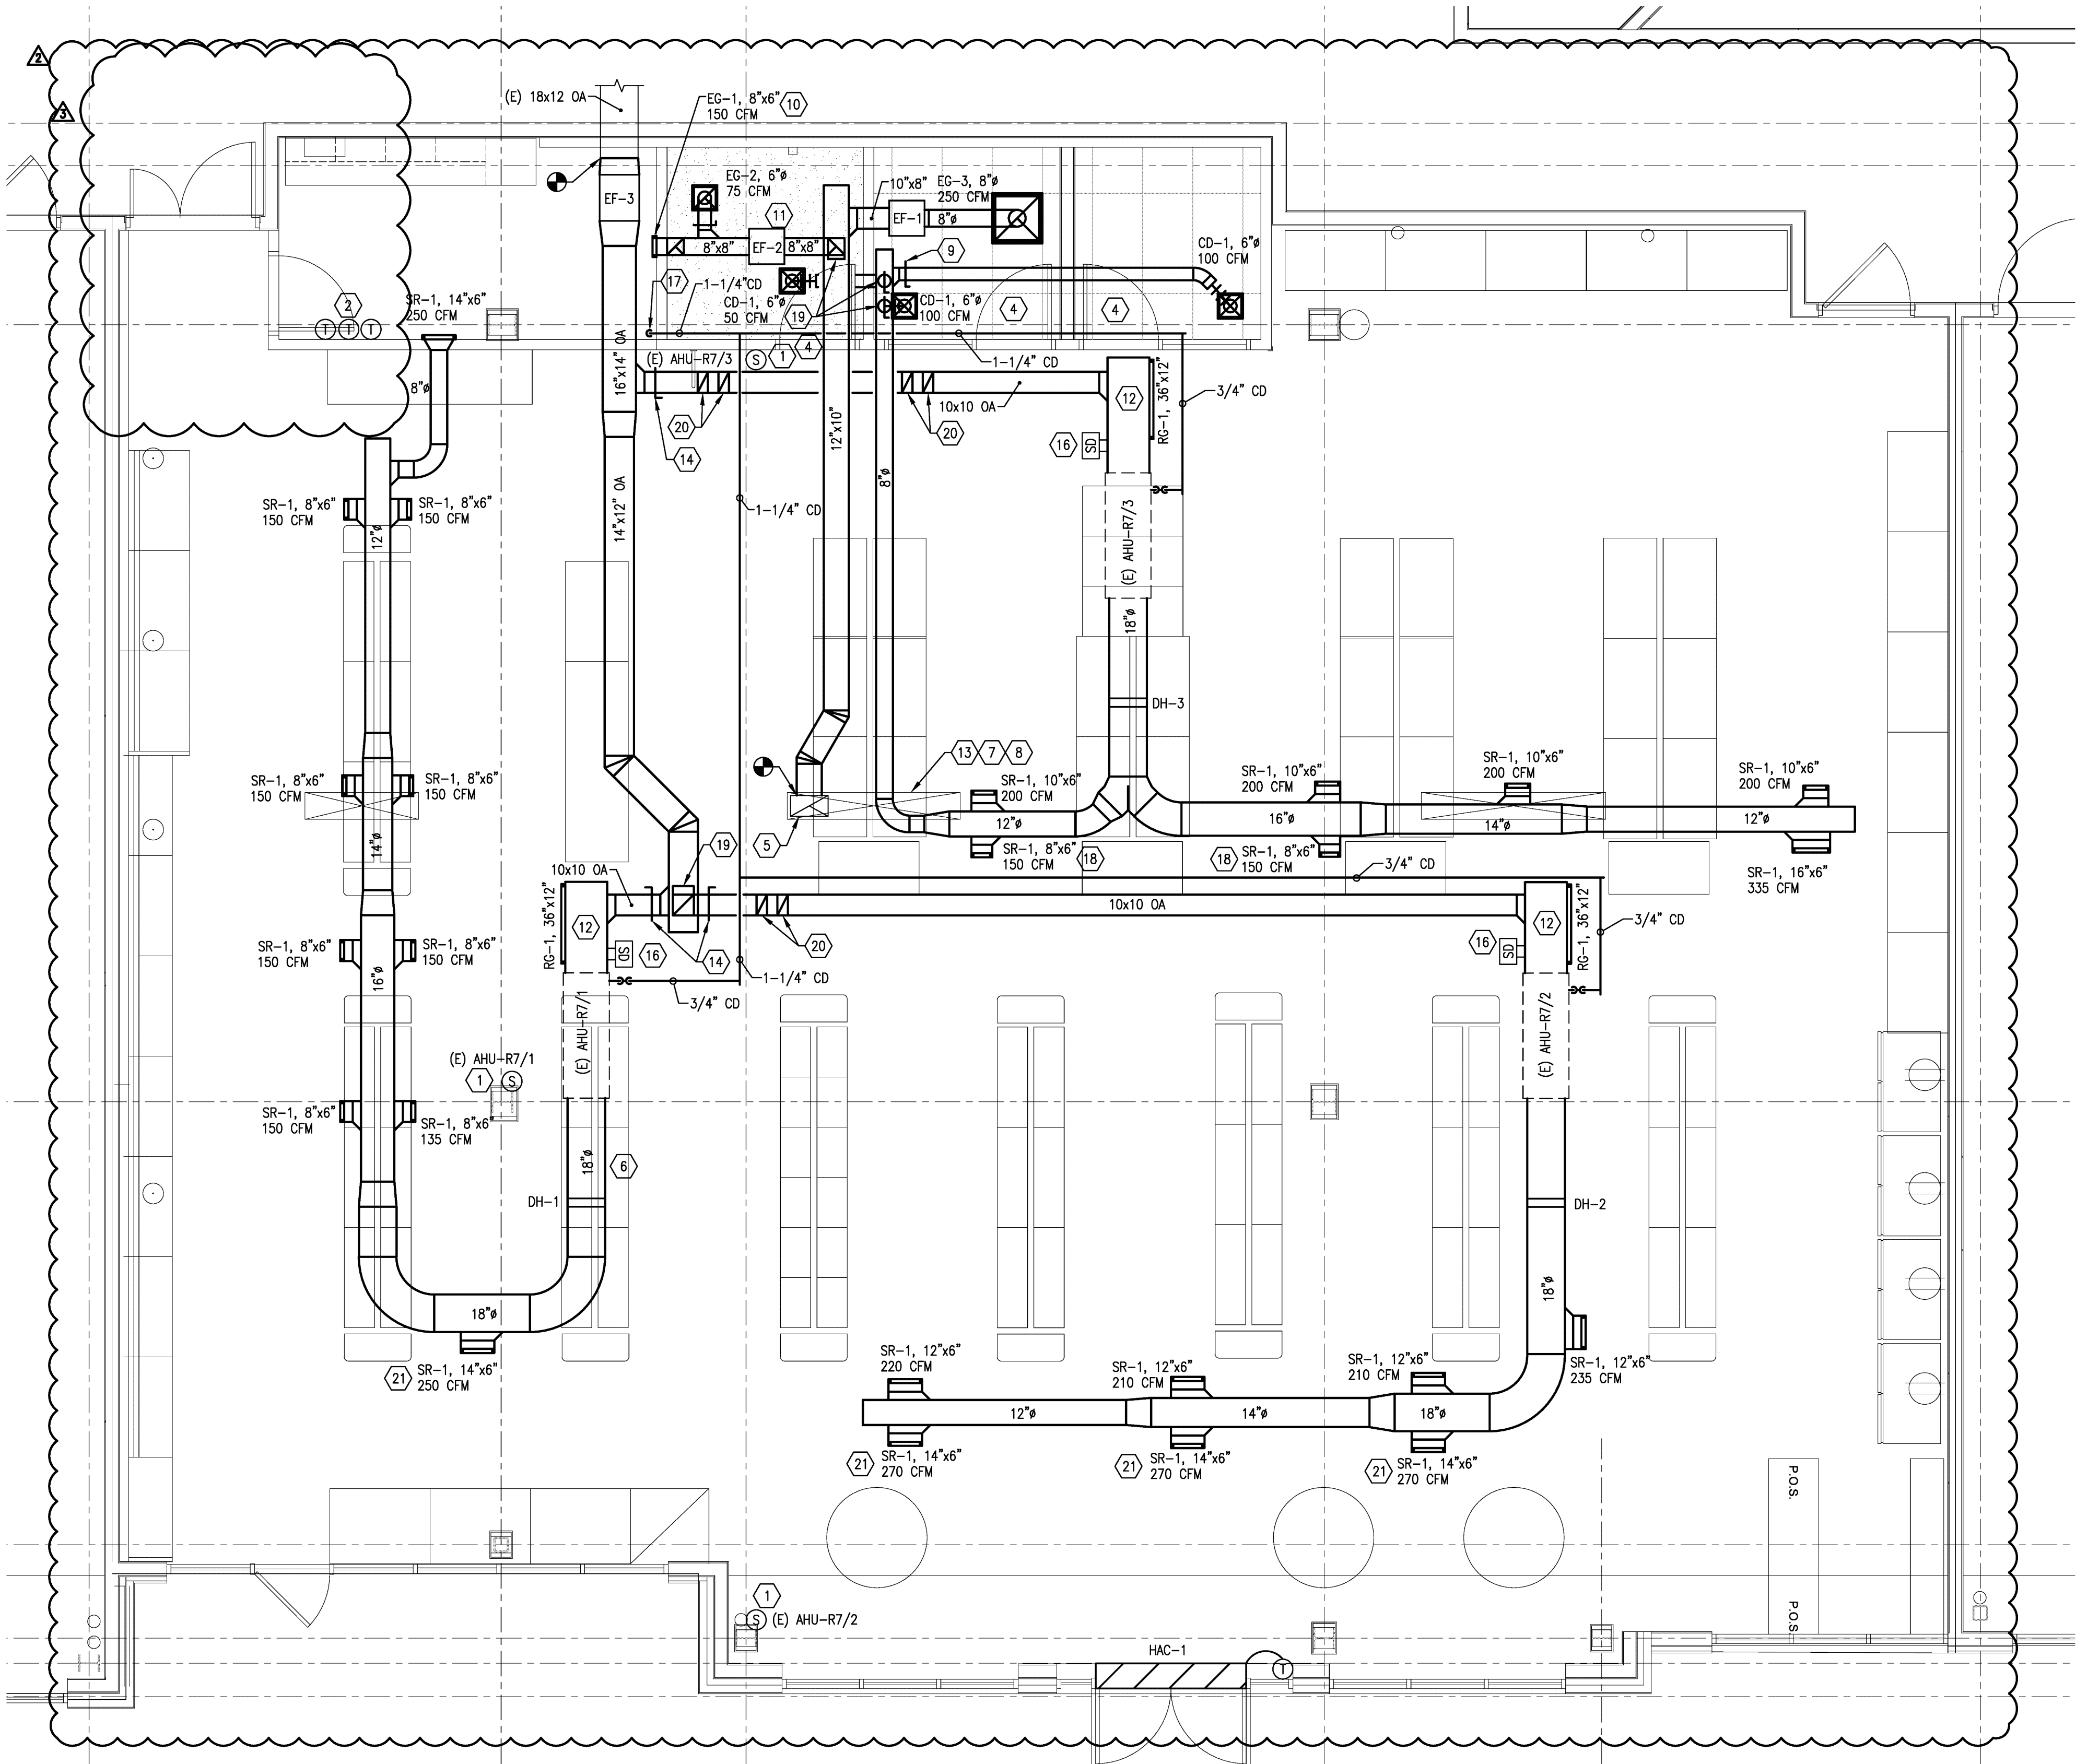 2
3
(E) 18x12 OA
EG-1, 8"x6"
150 CFM
10
EF-3
EG-2, 6"ø
75 CFM
11
8"x8"
EF-2
8"x8"
10"x8"
EF-1
EG-3, 8"ø
250 CFM
8"ø
9
CD-1, 6"ø
100 CFM
17
1-1/4"CD
CD-1, 6"ø
50 CFM
19
CD-1, 6"ø
100 CFM
4
4
2
T
T
T
SR-1, 14"x6"
250 CFM
8"ø
16"x14" OA
(E) AHU-R7/3
S
1
4
1-1/4" CD
20
14
10x10 OA
20
12
RG-1, 36"x12"
3/4" CD
16
SD
12"x10"
8"ø
14"x12" OA
1-1/4" CD
SR-1, 8"x6"
150 CFM
SR-1, 8"x6"
150 CFM
12"ø
(E) AHU-R7/3
18"ø
DH-3
SR-1, 8"x6"
150 CFM
SR-1, 8"x6"
150 CFM
14"ø
13
7
8
SR-1, 10"x6"
200 CFM
SR-1, 10"x6"
200 CFM
SR-1, 10"x6"
200 CFM
SR-1, 10"x6"
200 CFM
12"ø
16"ø
14"ø
12"ø
5
SR-1, 8"x6"
150 CFM
18
18
SR-1, 8"x6"
150 CFM
3/4" CD
SR-1, 16"x6"
335 CFM
19
10x10 OA
RG-1, 36"x12"
12
10x10 OA
12
RG-1, 36"x12"
3/4" CD
SR-1, 8"x6"
150 CFM
SR-1, 8"x6"
150 CFM
16"ø
SD
16
14
20
16
SD
1-1/4" CD
3/4" CD
(E) AHU-R7/1
(E) AHU-R7/2
(E) AHU-R7/1
1
S
SR-1, 8"x6"
150 CFM
SR-1, 8"x6"
135 CFM
18"ø
6
DH-1
DH-2
18"ø
18"ø
21
SR-1, 14"x6"
250 CFM
SR-1, 12"x6"
220 CFM
SR-1, 12"x6"
210 CFM
SR-1, 12"x6"
210 CFM
SR-1, 12"x6"
235 CFM
12"ø
14"ø
18"ø
21
SR-1, 14"x6"
270 CFM
21
SR-1, 14"x6"
270 CFM
21
SR-1, 14"x6"
270 CFM
P.O.S.
P.O.S.
1
S
(E) AHU-R7/2
HAC-1
T